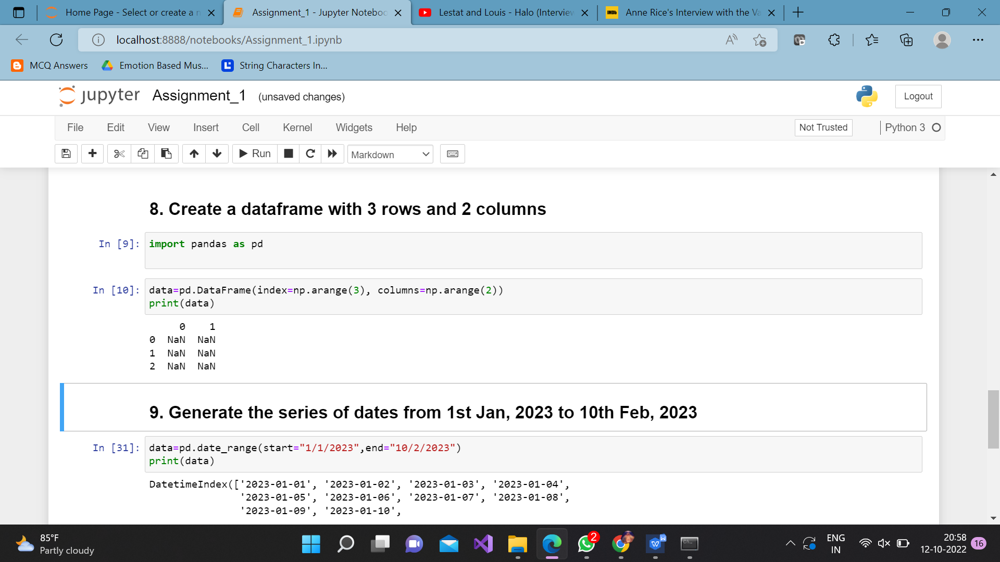 Home Page - Select or create a n
Assignment_1 - Jupyter Noteboo
Lestat and Louis - Halo (Interview
IMDb
Anne Rice's Interview with the Va
localhost:8888/notebooks/Assignment_1.ipynb
MCQ Answers
Emotion Based Mus...
String Characters In...
jupyter Assignment_1 (unsaved changes)
Logout
File Edit View Insert Cell Kernel Widgets Help
Not Trusted
Python 3
Run
Markdown
8. Create a dataframe with 3 rows and 2 columns
In [9]: import pandas as pd
In [10]: data=pd.DataFrame(index=np.arange(3), columns=np.arange(2))
print(data)
0 1
0 NaN NaN
1 NaN NaN
2 NaN NaN
9. Generate the series of dates from 1st Jan, 2023 to 10th Feb, 2023
In [31]: data=pd.date_range(start="1/1/2023",end="10/2/2023")
print(data)
DatetimeIndex(['2023-01-01', '2023-01-02', '2023-01-03', '2023-01-04',
'2023-01-05', '2023-01-06', '2023-01-07', '2023-01-08',
'2023-01-09', '2023-01-10',
85°F
Partly cloudy
2
ENG
IN
20:58
12-10-2022
16